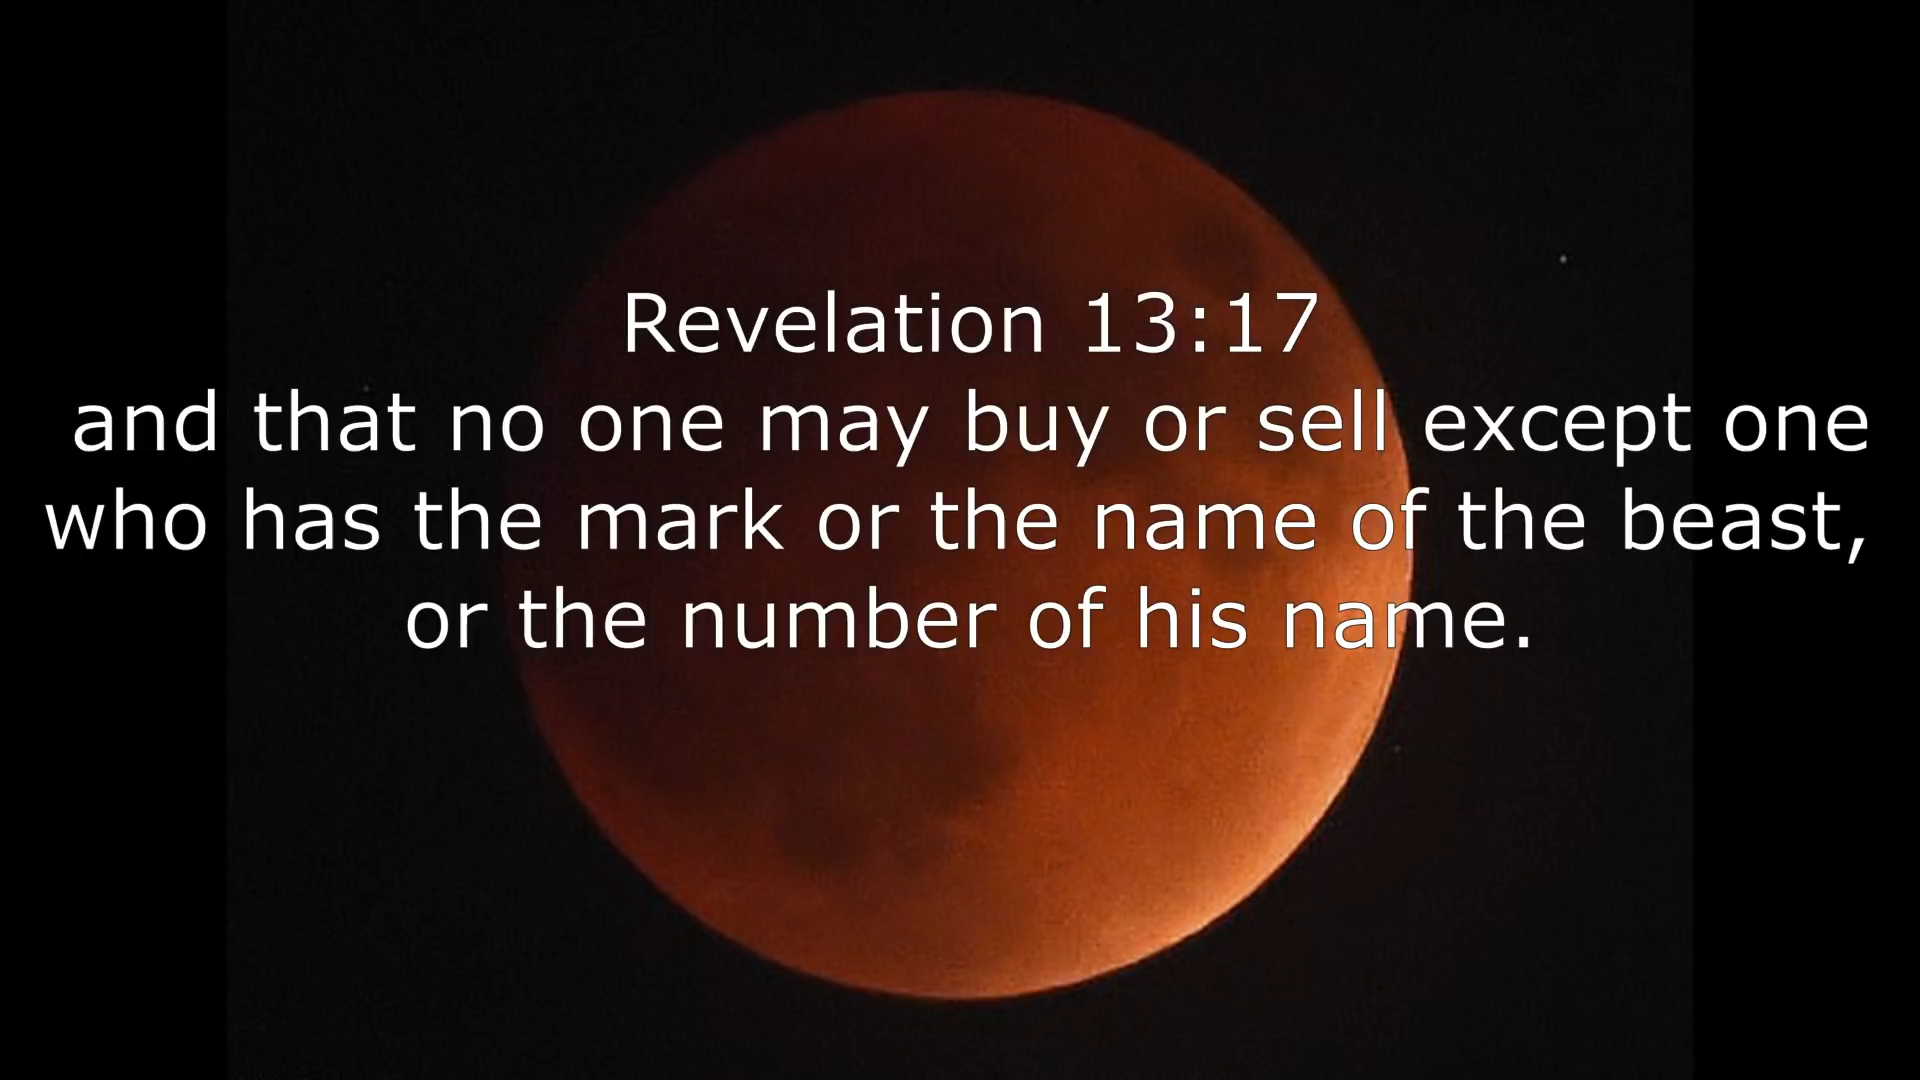 Revelation 13:17
and that no one may buy or sell except one
who has the mark or the name of the beast,
or the number of his name.